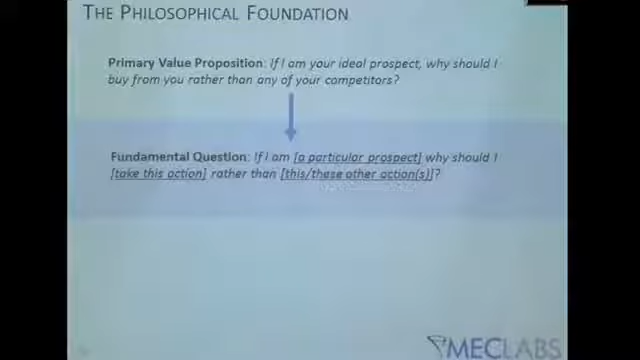 THE PHILOSOPHICAL FOUNDATION
Primary Value Proposition: If I am your ideal prospect, why should I
buy from you rather than any of your competitors?
Fundamental Question: If I am [a particular prospect] why should I
[take this action] rather than [this/these other action(s)]?
MECLABS